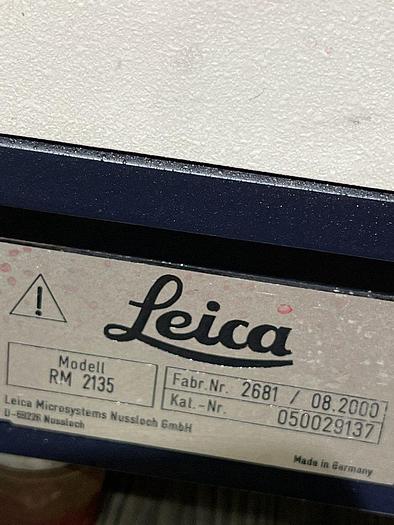 Leica
Modell
RM 2135
Fabr.Nr. 2681 / 08.2000
Kat.-Nr. 050029137
Leica Microsystems Nussloch GmbH
D-69226 Nussloch
Made in Germany